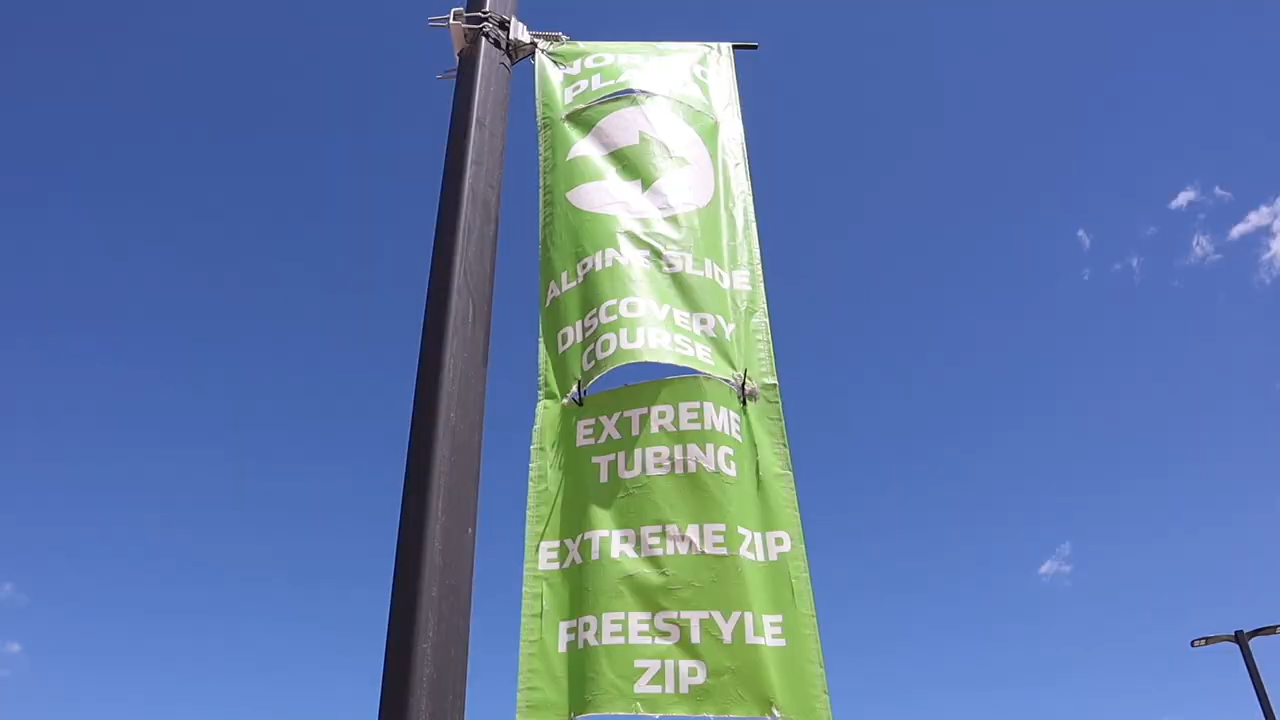 ALPINE SLIDE
DISCOVERY
COURSE
EXTREME
TUBING
EXTREME ZIP
FREESTYLE
ZIP